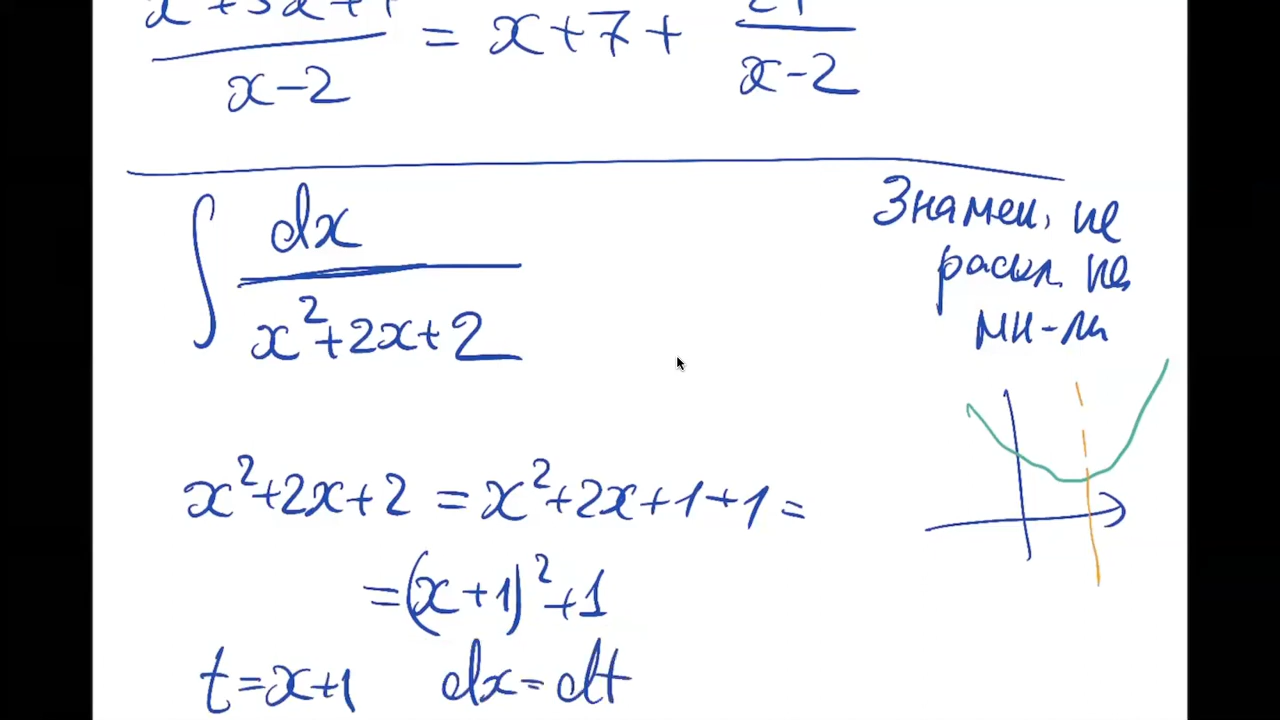 = x+7+
x-2
x-2
∫ dx
x²+2x+2
Знамен. не
раскл. на
мн-ли
x²+2x+2 = x²+2x+1+1 =
=(x+1)²+1
t=x+1 dx=dt